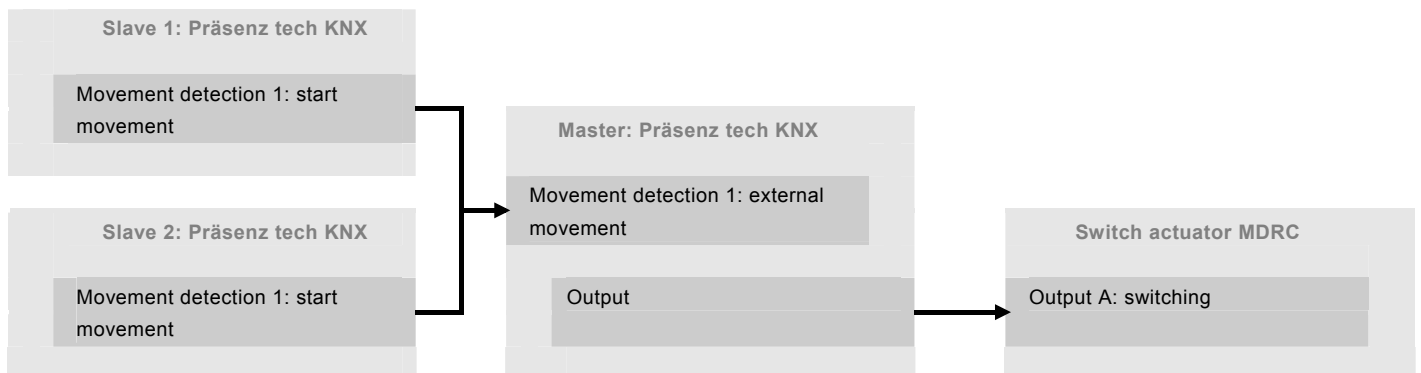 Slave 1: Präsenz tech KNX
Movement detection 1: start
movement
Slave 2: Präsenz tech KNX
Movement detection 1: start
movement
Master: Präsenz tech KNX
Movement detection 1: external
movement
Output
Switch actuator MDRC
Output A: switching